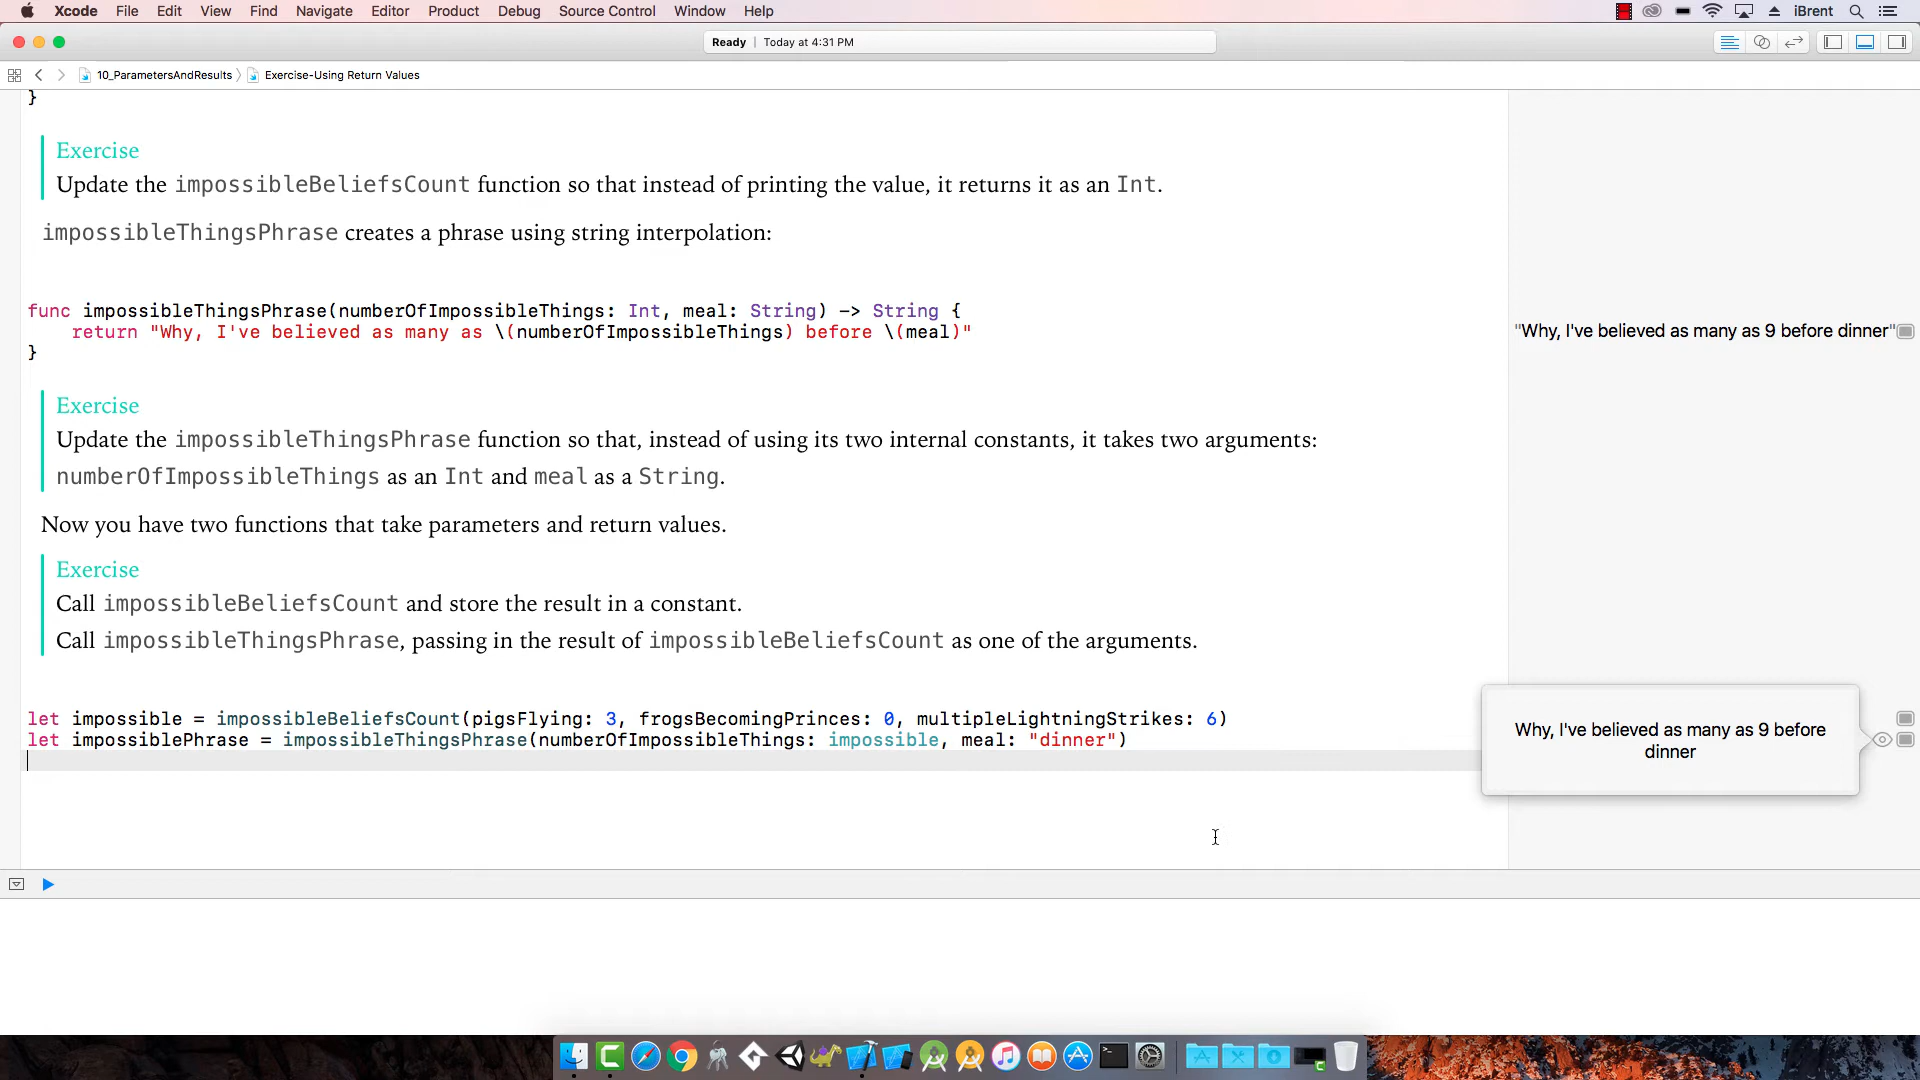 Xcode File Edit View Find Navigate Editor Product Debug Source Control Window Help iBrent
Ready | Today at 4:31 PM
10_ParametersAndResults Exercise-Using Return Values
}
Exercise
Update the impossibleBeliefsCount function so that instead of printing the value, it returns it as an Int.
impossibleThingsPhrase creates a phrase using string interpolation:
func impossibleThingsPhrase(numberOfImpossibleThings: Int, meal: String) -> String {
return "Why, I've believed as many as \(numberOfImpossibleThings) before \(meal)"
"Why, I've believed as many as 9 before dinner"
}
Exercise
Update the impossibleThingsPhrase function so that, instead of using its two internal constants, it takes two arguments:
numberOfImpossibleThings as an Int and meal as a String.
Now you have two functions that take parameters and return values.
Exercise
Call impossibleBeliefsCount and store the result in a constant.
Call impossibleThingsPhrase, passing in the result of impossibleBeliefsCount as one of the arguments.
let impossible = impossibleBeliefsCount(pigsFlying: 3, frogsBecomingPrinces: 0, multipleLightningStrikes: 6)
let impossiblePhrase = impossibleThingsPhrase(numberOfImpossibleThings: impossible, meal: "dinner")
Why, I've believed as many as 9 before
dinner